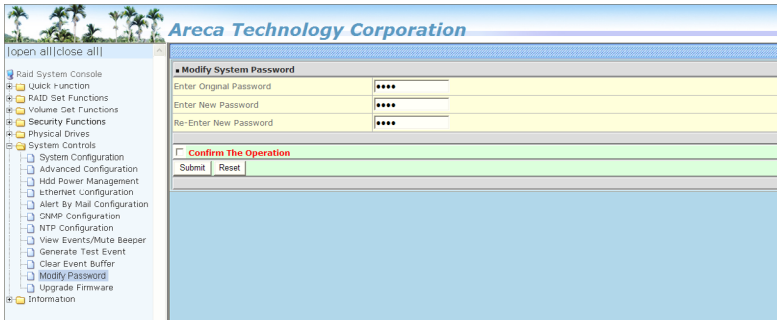 Areca Technology Corporation
|open all|close all|
Raid System Console
Quick Function
RAID Set Functions
Volume Set Functions
Security Functions
Physical Drives
System Controls
System Configuration
Advanced Configuration
Hdd Power Management
EtherNet Configuration
Alert By Mail Configuration
SNMP Configuration
NTP Configuration
View Events/Mute Beeper
Generate Test Event
Clear Event Buffer
Modify Password
Upgrade Firmware
Information
▪ Modify System Password
Enter Orginal Password ••••
Enter New Password ••••
Re-Enter New Password ••••
Confirm The Operation
Submit Reset